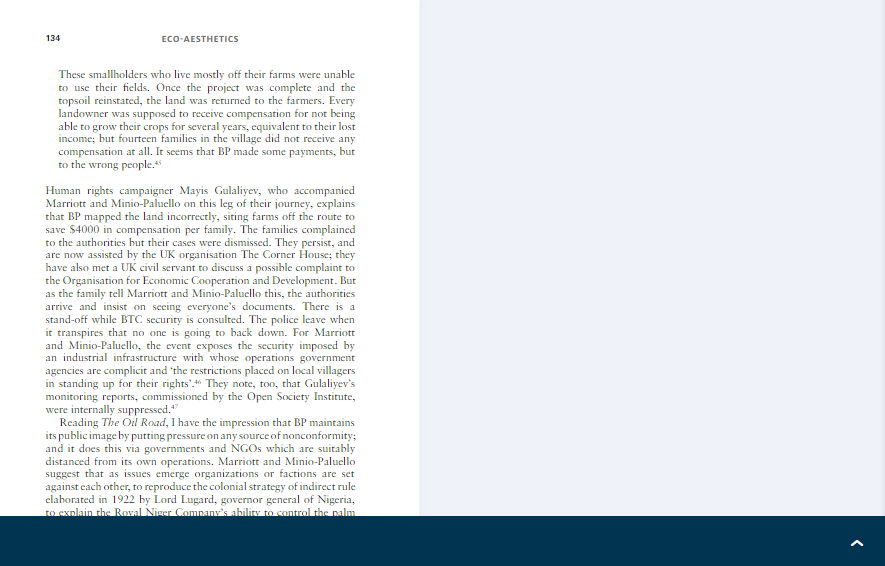 134
ECO-AESTHETICS
These smallholders who live mostly off their farms were unable
to use their fields. Once the project was complete and the
topsoil reinstated, the land was returned to the farmers. Every
landowner was supposed to receive compensation for not being
able to grow their crops for several years, equivalent to their lost
income; but fourteen families in the village did not receive any
compensation at all. It seems that BP made some payments, but
to the wrong people.⁴⁵
Human rights campaigner Mayis Gulaliyev, who accompanied
Marriott and Minio-Paluello on this leg of their journey, explains
that BP mapped the land incorrectly, siting farms off the route to
save $4000 in compensation per family. The families complained
to the authorities but their cases were dismissed. They persist, and
are now assisted by the UK organisation The Corner House; they
have also met a UK civil servant to discuss a possible complaint to
the Organisation for Economic Cooperation and Development. But
as the family tell Marriott and Minio-Paluello this, the authorities
arrive and insist on seeing everyone's documents. There is a
stand-off while BTC security is consulted. The police leave when
it transpires that no one is going to back down. For Marriott
and Minio-Paluello, the event exposes the security imposed by
an industrial infrastructure with whose operations government
agencies are complicit and 'the restrictions placed on local villagers
in standing up for their rights'.⁴⁶ They note, too, that Gulaliyev's
monitoring reports, commissioned by the Open Society Institute,
were internally suppressed.⁴⁷
Reading The Oil Road, I have the impression that BP maintains
its public image by putting pressure on any source of nonconformity;
and it does this via governments and NGOs which are suitably
distanced from its own operations. Marriott and Minio-Paluello
suggest that as issues emerge organizations or factions are set
against each other, to reproduce the colonial strategy of indirect rule
elaborated in 1922 by Lord Lugard, governor general of Nigeria,
to explain the Royal Niger Company's ability to control the palm